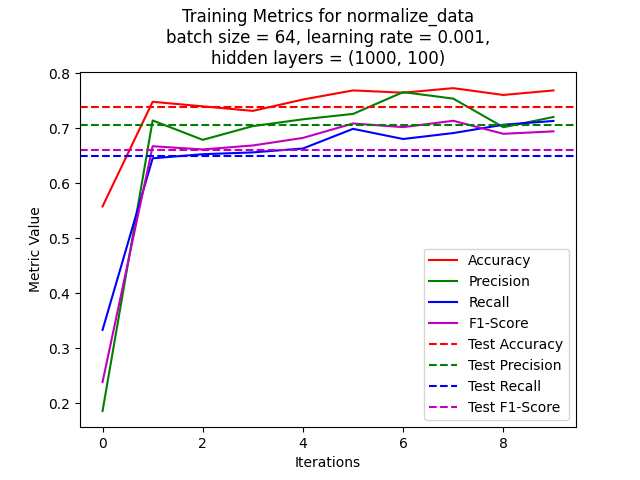 Training Metrics for normalize_data
batch size = 64, learning rate = 0.001,
hidden layers = (1000, 100)
0.8
0.7
0.6
0.5
0.4
0.3
0.2
Metric Value
Accuracy
Precision
Recall
F1-Score
Test Accuracy
Test Precision
Test Recall
Test F1-Score
0 2 4 6 8
Iterations